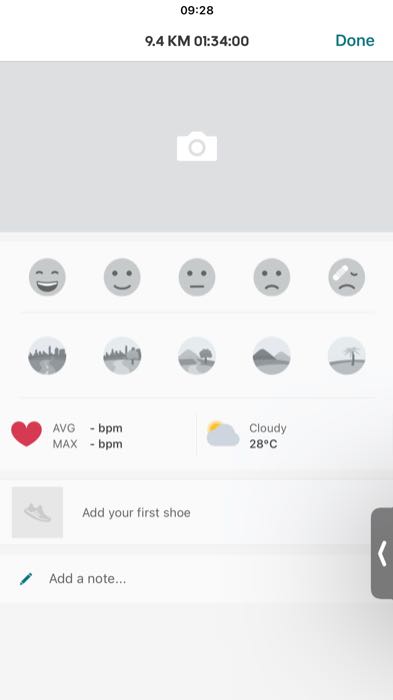 09:28
9.4 KM 01:34:00
Done
AVG - bpm
MAX - bpm
Cloudy
28°C
Add your first shoe
Add a note...